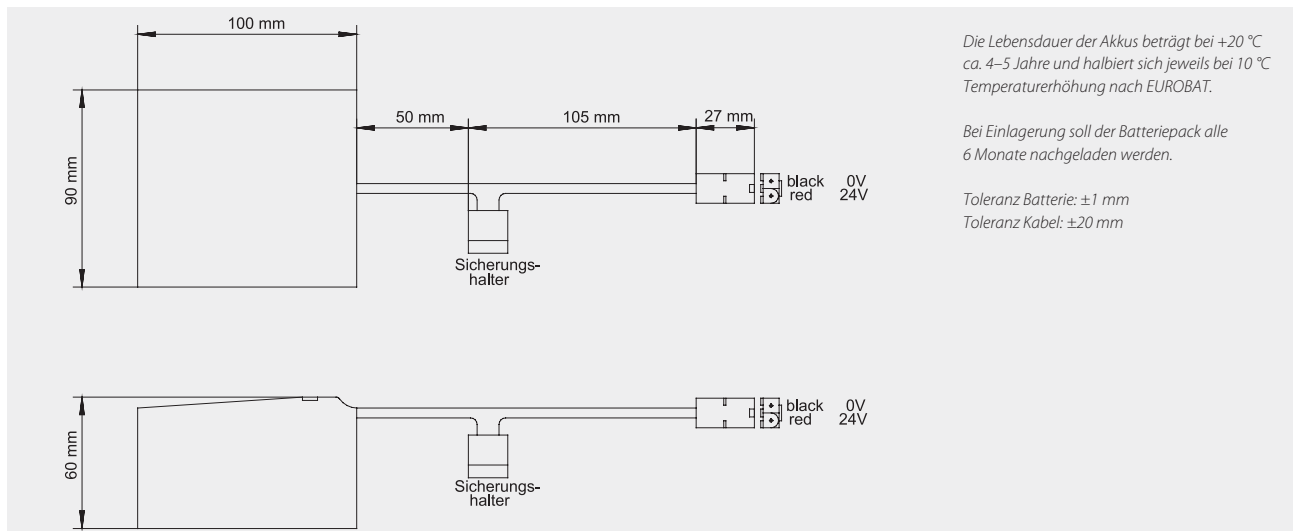 100 mm
90 mm
50 mm
105 mm
27 mm
black 0V
red 24V
Sicherungs-
halter
60 mm
black 0V
red 24V
Sicherungs-
halter
Die Lebensdauer der Akkus beträgt bei +20 °C
ca. 4–5 Jahre und halbiert sich jeweils bei 10 °C
Temperaturerhöhung nach EUROBAT.
Bei Einlagerung soll der Batteriepack alle
6 Monate nachgeladen werden.
Toleranz Batterie: ±1 mm
Toleranz Kabel: ±20 mm